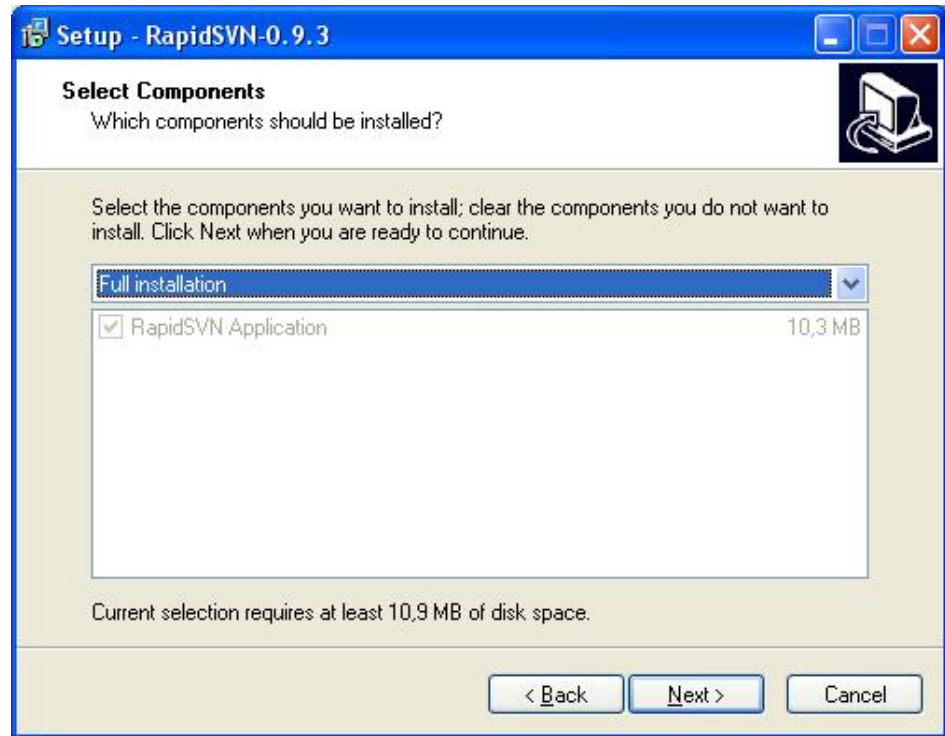 Setup - RapidSVN-0.9.3
Select Components
Which components should be installed?
Select the components you want to install; clear the components you do not want to
install. Click Next when you are ready to continue.
Full installation
RapidSVN Application 10,3 MB
Current selection requires at least 10,9 MB of disk space.
< Back Next > Cancel